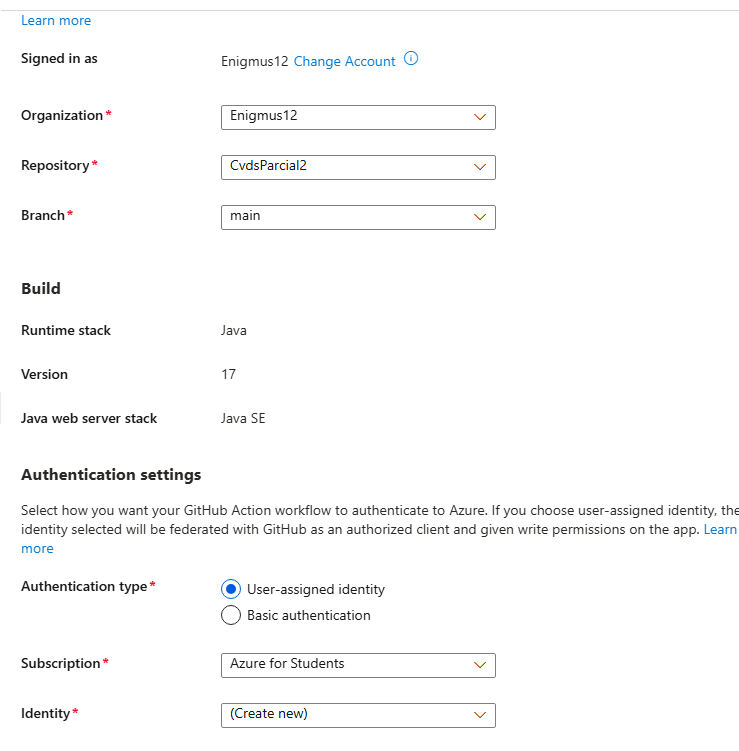 Learn more
Signed in as
Enigmus12 Change Account
Organization*
Enigmus12
Repository*
CvdsParcial2
Branch*
main
Build
Runtime stack
Java
Version
17
Java web server stack
Java SE
Authentication settings
Select how you want your GitHub Action workflow to authenticate to Azure. If you choose user-assigned identity, the
identity selected will be federated with GitHub as an authorized client and given write permissions on the app. Learn
more
Authentication type*
User-assigned identity
Basic authentication
Subscription*
Azure for Students
Identity*
(Create new)